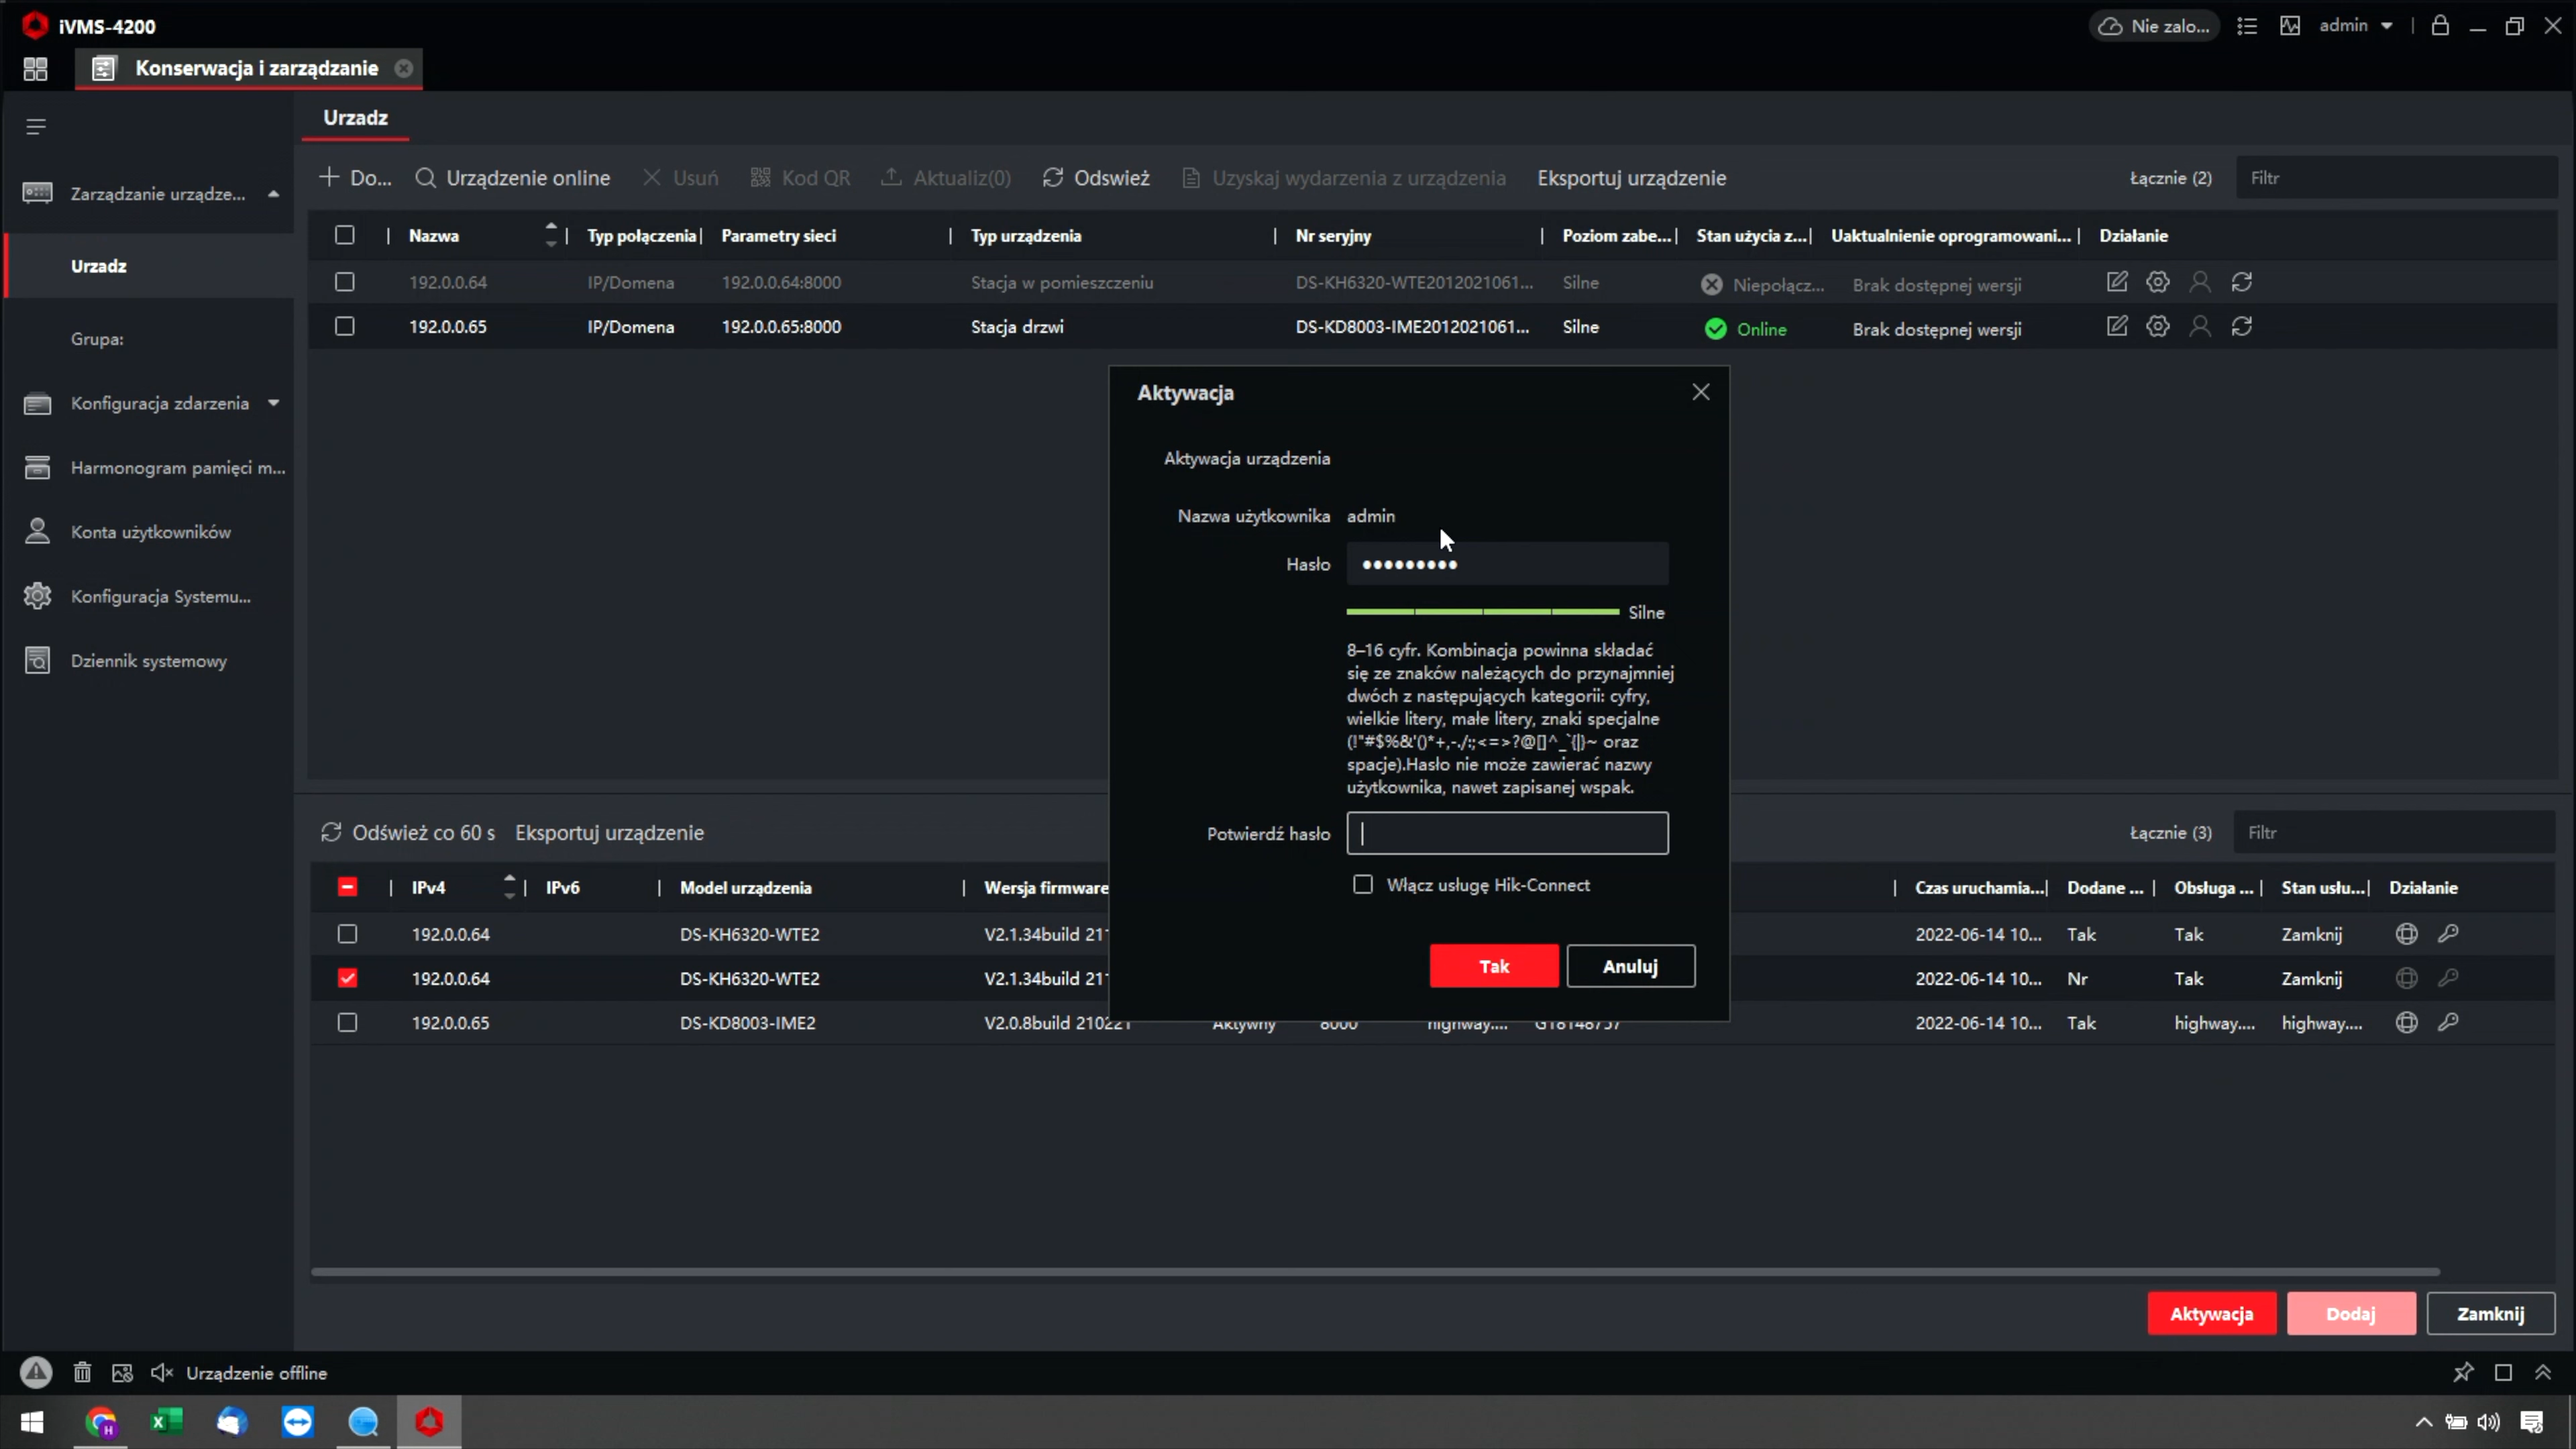 iVMS-4200
Nie zalo...
admin
Konserwacja i zarządzanie
Urzadz
Zarządzanie urządze...
Urzadz
Grupa:
Konfiguracja zdarzenia
Harmonogram pamięci m...
Konta użytkowników
Konfiguracja Systemu...
Dziennik systemowy
Do... Urządzenie online Usuń Kod QR Aktualiz(0) Odswież Uzyskaj wydarzenia z urządzenia Eksportuj urządzenie Łącznie (2) Filtr
Nazwa Typ połączenia Parametry sieci Typ urządzenia Nr seryjny Poziom zabe... Stan użycia z... Uaktualnienie oprogramowani... Działanie
192.0.0.64 IP/Domena 192.0.0.64:8000 Stacja w pomieszczeniu DS-KH6320-WTE2012021061... Silne Niepołącz... Brak dostępnej wersji
192.0.0.65 IP/Domena 192.0.0.65:8000 Stacja drzwi DS-KD8003-IME2012021061... Silne Online Brak dostępnej wersji
Aktywacja
Aktywacja urządzenia
Nazwa użytkownika admin
Hasło •••••••••
Silne
8–16 cyfr. Kombinacja powinna składać
się ze znaków należących do przynajmniej
dwóch z następujących kategorii: cyfry,
wielkie litery, małe litery, znaki specjalne
(!"#$%&'()*+,-./:;<=>?@[]^_`{|}~ oraz
spacje).Hasło nie może zawierać nazwy
użytkownika, nawet zapisanej wspak.
Potwierdź hasło
Włącz usługę Hik-Connect
Tak Anuluj
Odśwież co 60 s Eksportuj urządzenie Łącznie (3) Filtr
IPv4 IPv6 Model urządzenia Wersja firmware Czas uruchamia... Dodane ... Obsługa ... Stan usłu... Działanie
192.0.0.64 DS-KH6320-WTE2 V2.1.34build 21 2022-06-14 10... Tak Tak Zamknij
192.0.0.64 DS-KH6320-WTE2 V2.1.34build 21 2022-06-14 10... Nr Tak Zamknij
192.0.0.65 DS-KD8003-IME2 V2.0.8build 210221 Aktywny 8000 highway.... G18148757 2022-06-14 10... Tak highway.... highway....
Aktywacja Dodaj Zamknij
Urządzenie offline